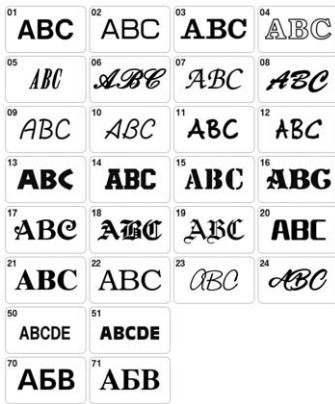 01 ABC 02 ABC 03 ABC 04 ABC
05 ABC 06 ABC 07 ABC 08 ABC
09 ABC 10 ABC 11 ABC 12 ABC
13 ABC 14 ABC 15 ABC 16 ABC
17 ABC 18 ABC 19 ABC 20 ABC
21 ABC 22 ABC 23 ABC 24 ABC
50 ABCDE 51 ABCDE
70 АБВ 71 АБВ